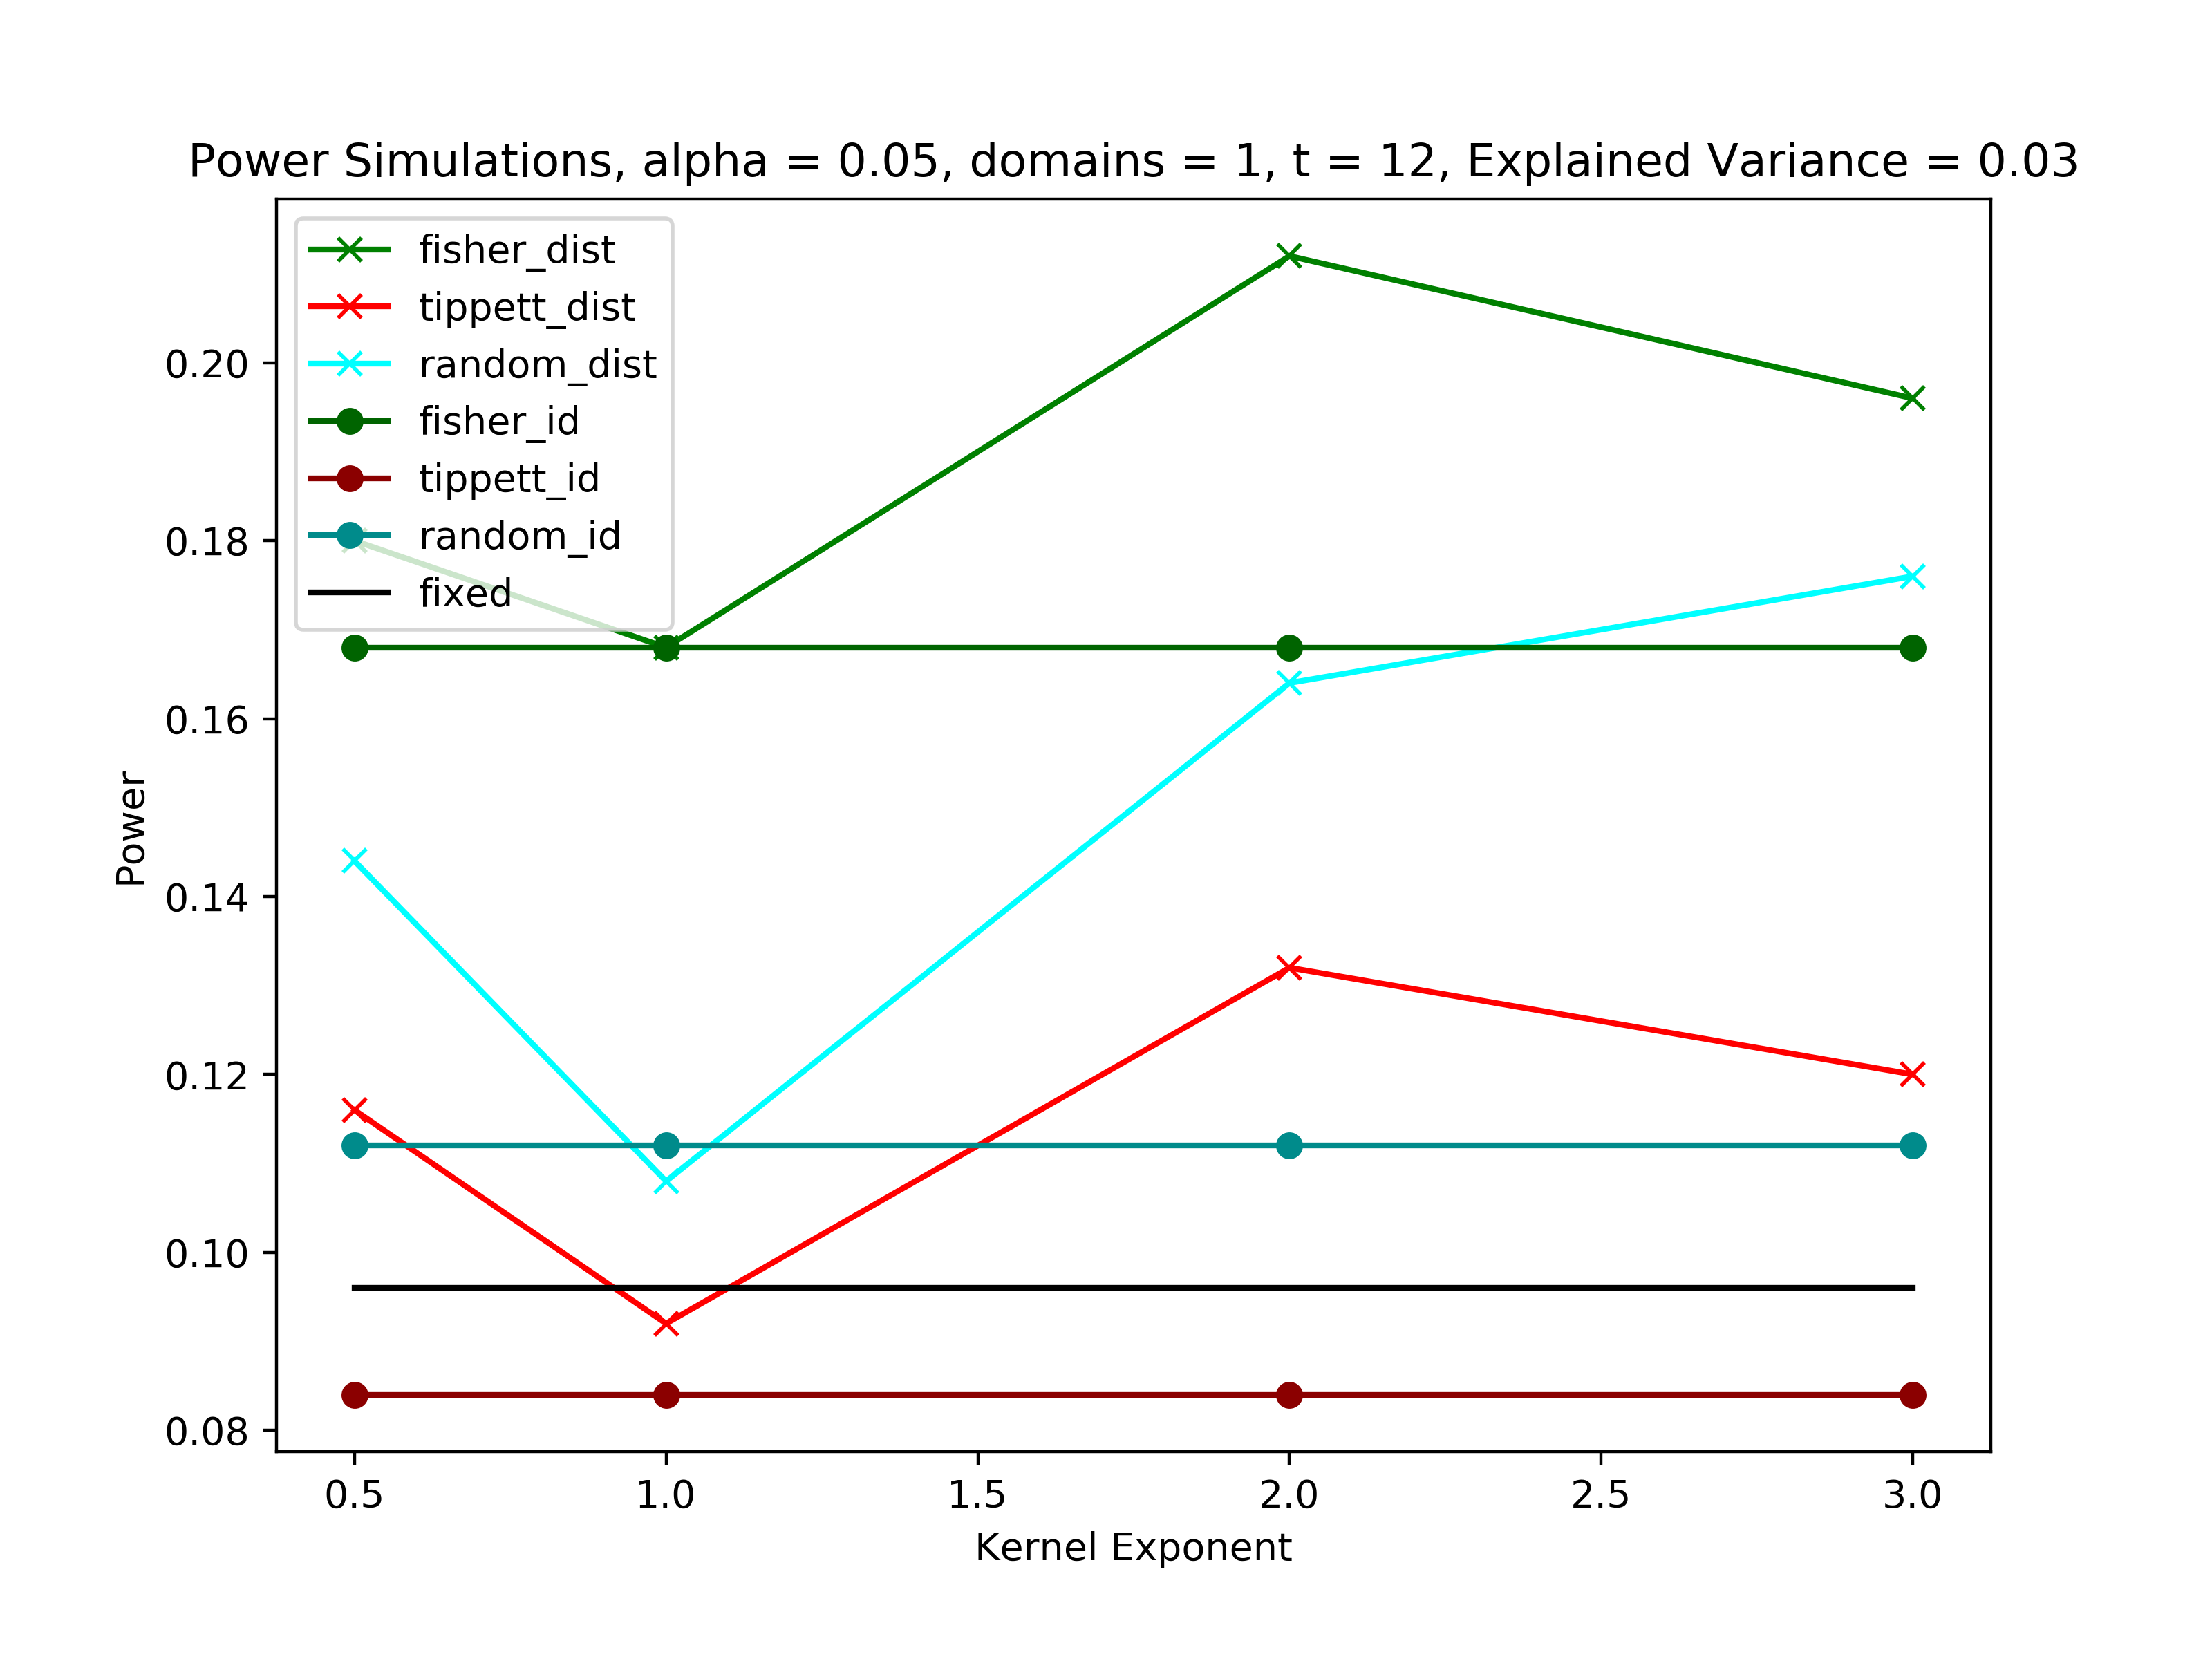 Power Simulations, alpha = 0.05, domains = 1, t = 12, Explained Variance = 0.03
fisher_dist
tippett_dist
random_dist
fisher_id
tippett_id
random_id
fixed
0.20
0.18
0.16
0.14
0.12
0.10
0.08
Power
0.5 1.0 1.5 2.0 2.5 3.0
Kernel Exponent